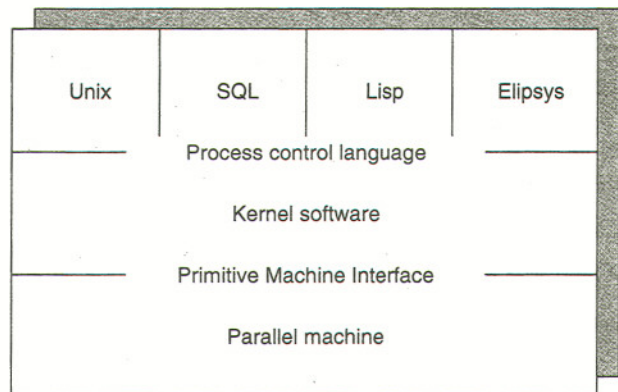 Unix SQL Lisp Elipsys
Process control language
Kernel software
Primitive Machine Interface
Parallel machine